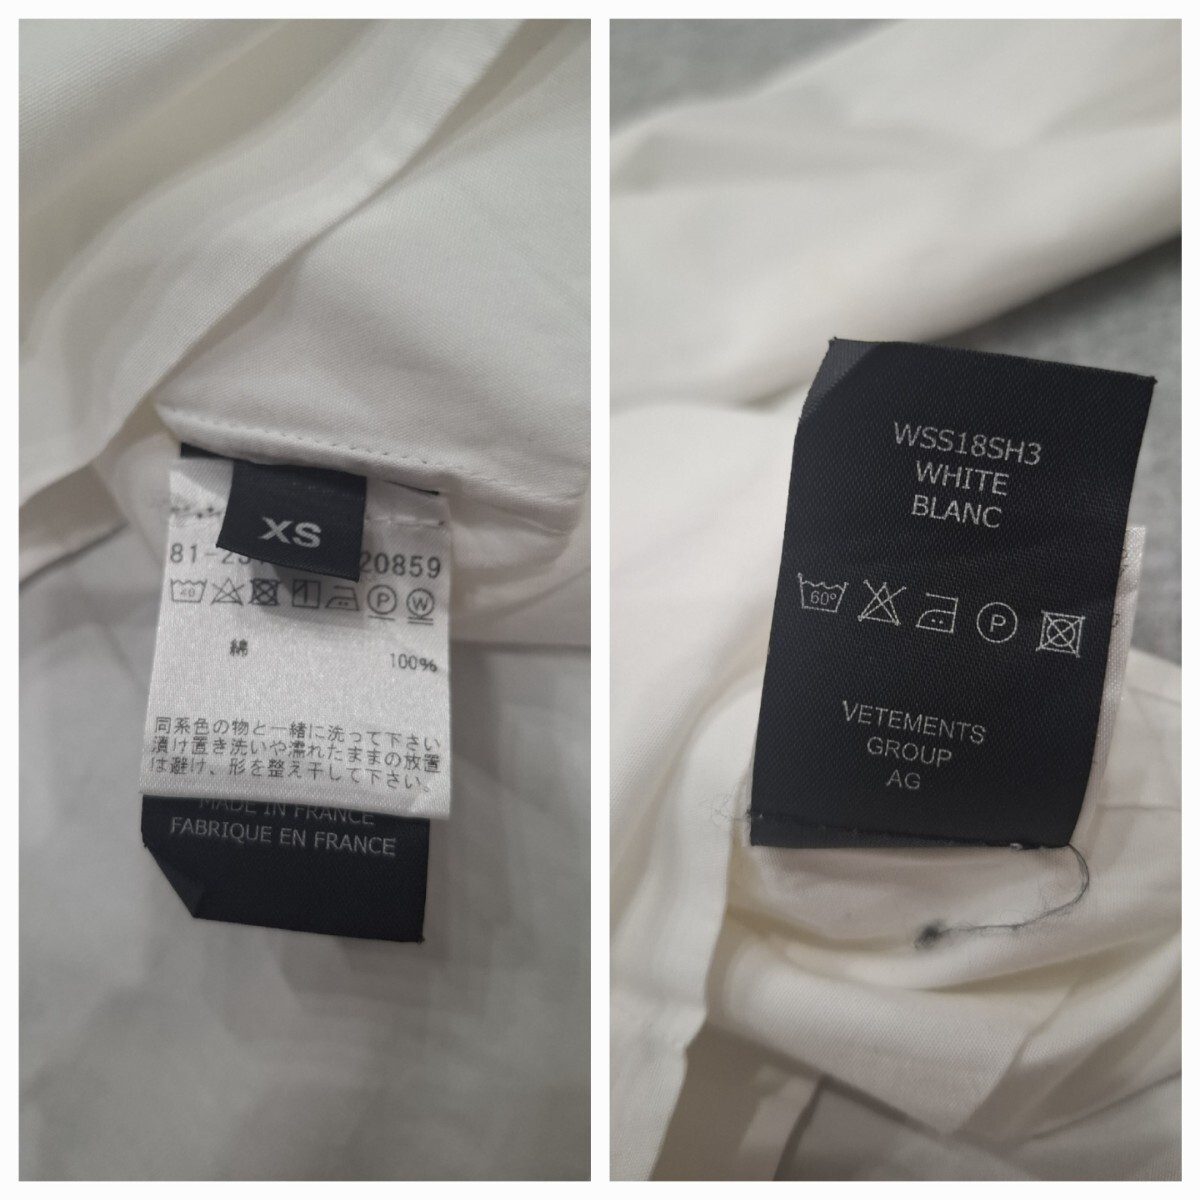 XS
20859
40
P
W
綿 100%
同系色の物と一緒に洗って下さい
漬け置き洗いや濡れたままの放置
は避け、形を整え干して下さい。
MADE IN FRANCE
FABRIQUE EN FRANCE
WSS18SH3
WHITE
BLANC
60°
P
VETEMENTS
GROUP
AG